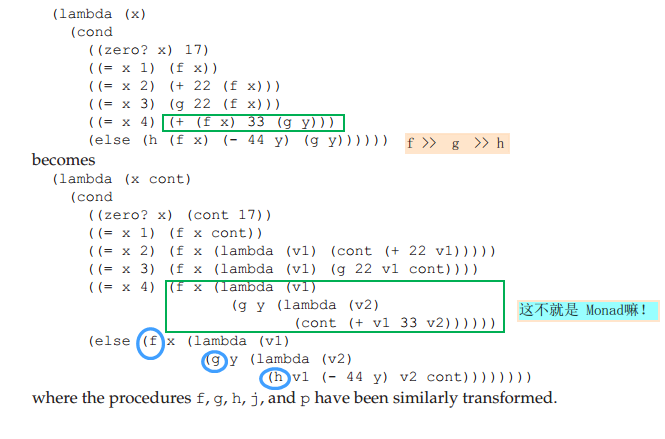 (lambda (x)
(cond
((zero? x) 17)
((= x 1) (f x))
((= x 2) (+ 22 (f x)))
((= x 3) (g 22 (f x)))
((= x 4) (+ (f x) 33 (g y)))
(else (h (f x) (- 44 y) (g y))))))
f >> g >> h
becomes
(lambda (x cont)
(cond
((zero? x) (cont 17))
((= x 1) (f x cont))
((= x 2) (f x (lambda (v1) (cont (+ 22 v1)))))
((= x 3) (f x (lambda (v1) (g 22 v1 cont))))
((= x 4) (f x (lambda (v1)
(g y (lambda (v2)
(cont (+ v1 33 v2))))))
这不就是 Monad嘛!
(else (f x (lambda (v1)
(g y (lambda (v2)
(h v1 (- 44 y) v2 cont))))))))
where the procedures f, g, h, j, and p have been similarly transformed.